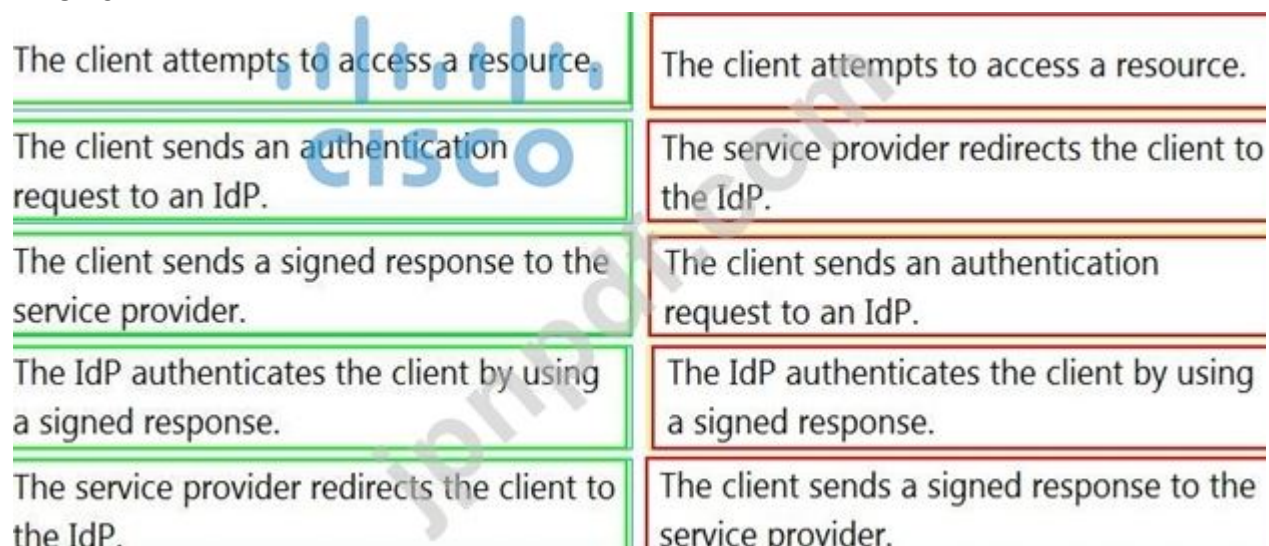 The client attempts to access a resource.
The client sends an authentication
request to an IdP.
The client sends a signed response to the
service provider.
The IdP authenticates the client by using
a signed response.
The service provider redirects the client to
the IdP.
The client attempts to access a resource.
The service provider redirects the client to
the IdP.
The client sends an authentication
request to an IdP.
The IdP authenticates the client by using
a signed response.
The client sends a signed response to the
service provider.
CISCO
jpnpdf.com